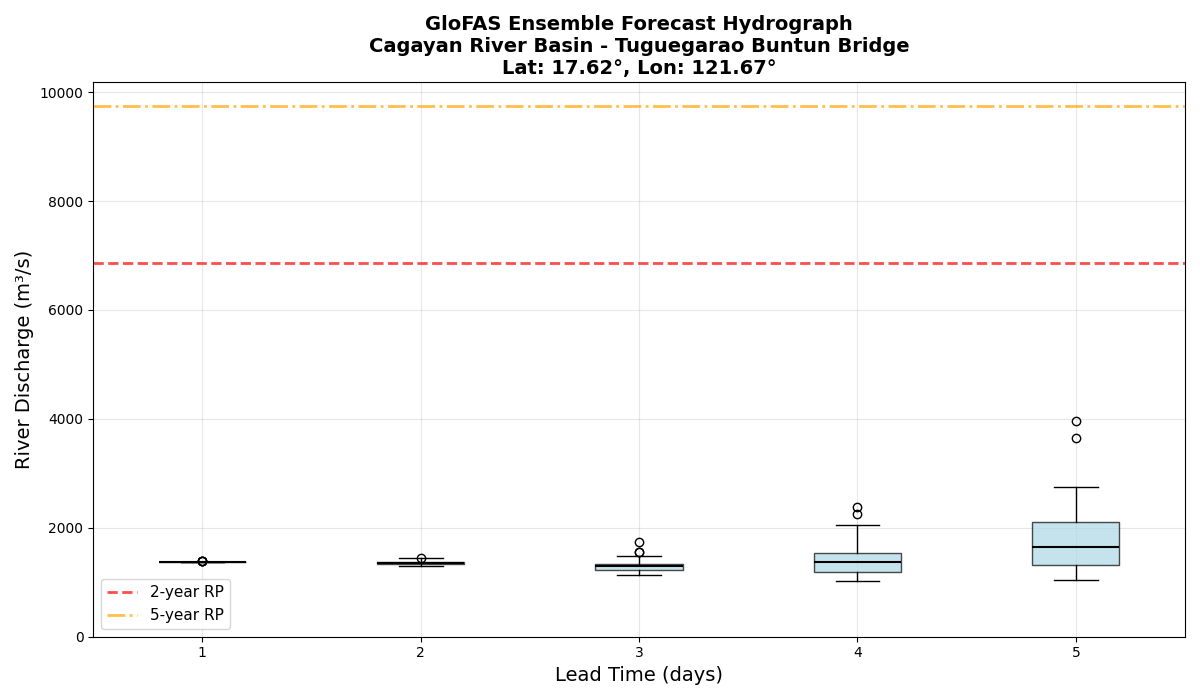 GloFAS Ensemble Forecast Hydrograph
Cagayan River Basin - Tuguegarao Buntun Bridge
Lat: 17.62°, Lon: 121.67°
River Discharge (m³/s)
10000
8000
6000
4000
2000
0
2-year RP
5-year RP
1 2 3 4 5
Lead Time (days)